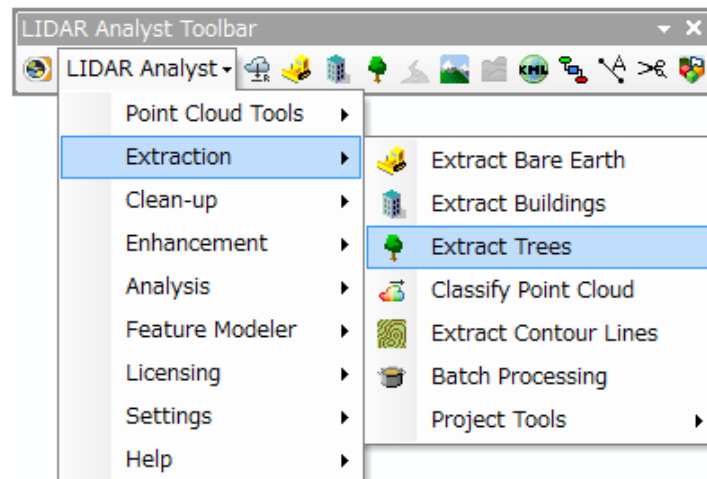 LIDAR Analyst Toolbar
LIDAR Analyst
KML
Point Cloud Tools
Extraction
Clean-up
Enhancement
Analysis
Feature Modeler
Licensing
Settings
Help
Extract Bare Earth
Extract Buildings
Extract Trees
Classify Point Cloud
Extract Contour Lines
Batch Processing
Project Tools